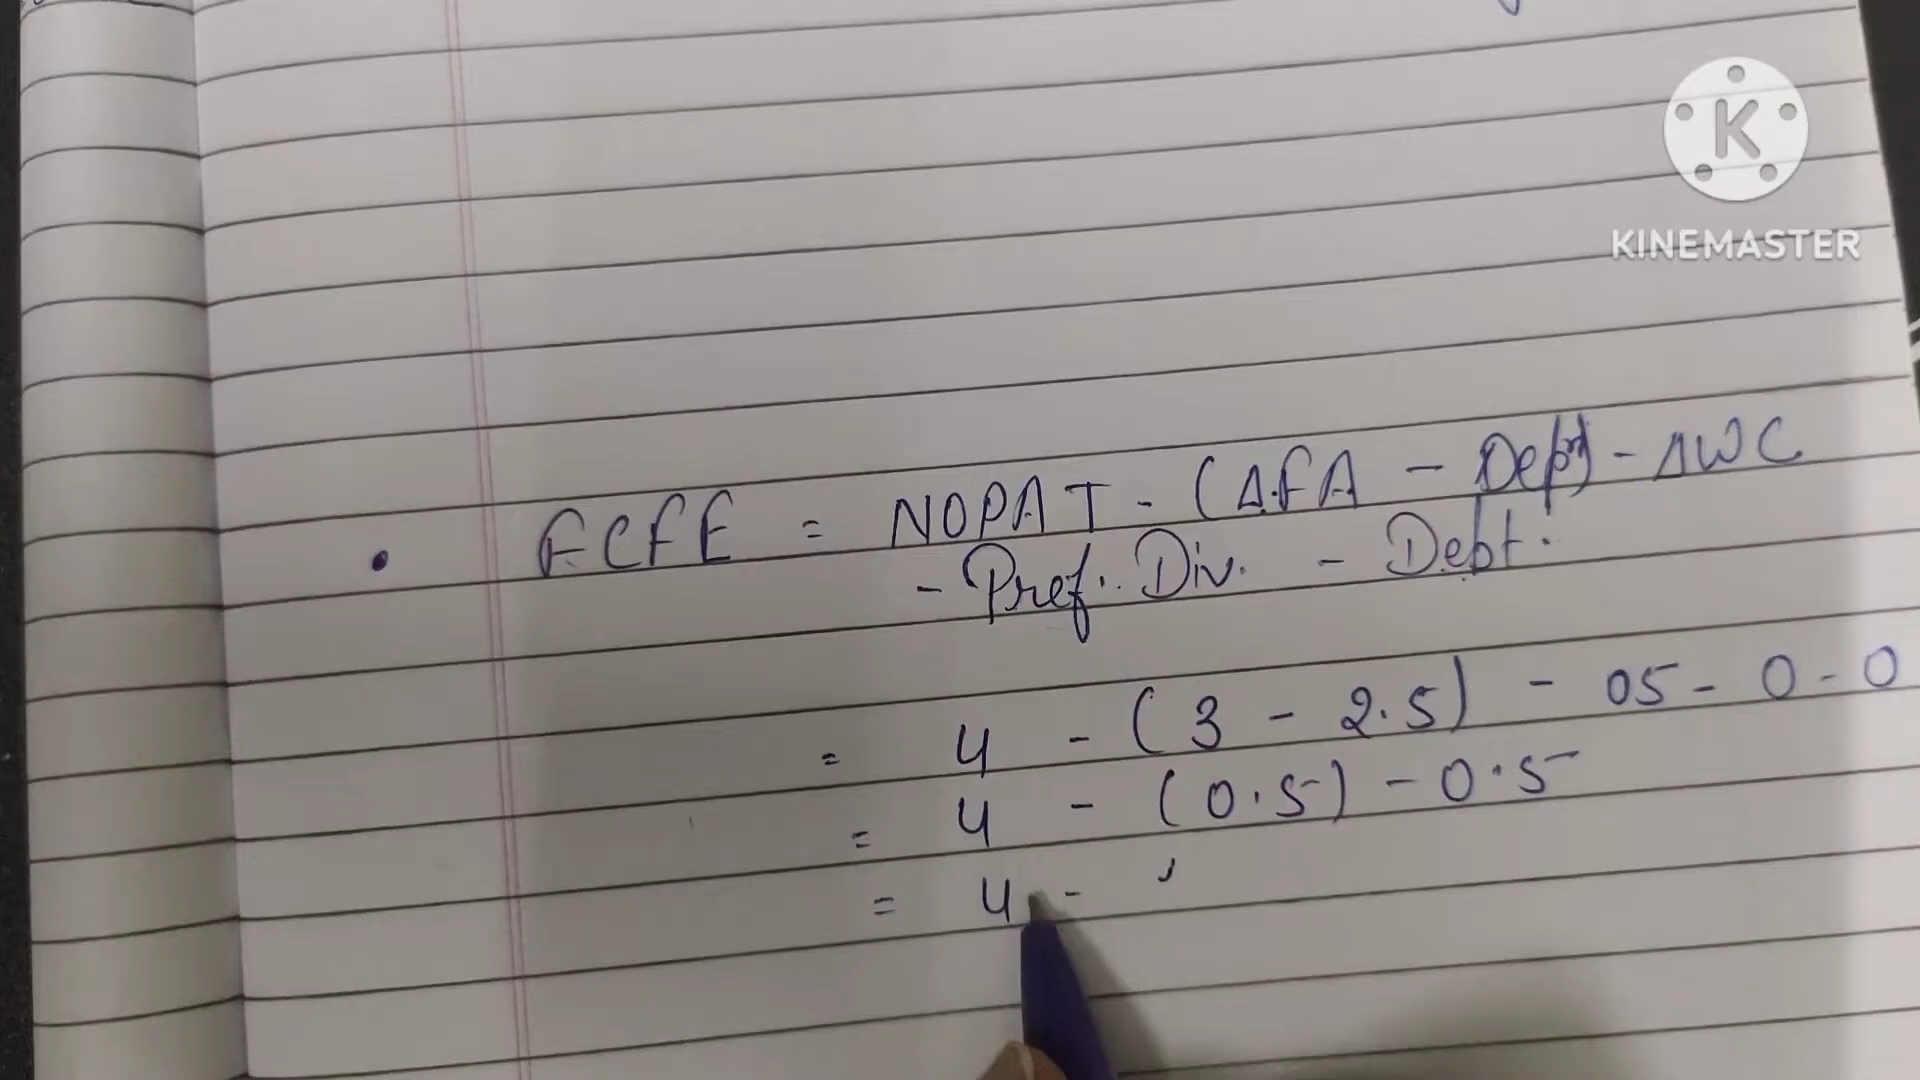 K
KINEMASTER
• FCFE = NOPAT - (ΔFA - Depn) - ΔWC
- Pref. Div. - Debt.
= 4 - (3 - 2.5) - 05 - 0 - 0
= 4 - (0.5) - 0.5
= 4 -